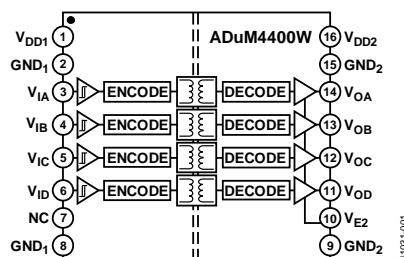 ADuM4400W
V_DD1 1
16 V_DD2
GND_1 2
15 GND_2
V_IA 3 ENCODE DECODE 14 V_OA
V_IB 4 ENCODE DECODE 13 V_OB
V_IC 5 ENCODE DECODE 12 V_OC
V_ID 6 ENCODE DECODE 11 V_OD
NC 7
10 V_E2
GND_1 8
9 GND_2